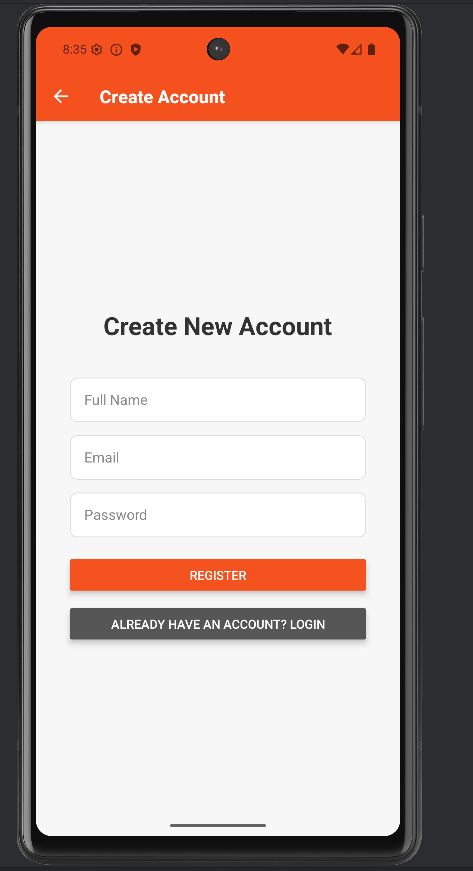 8:35
Create Account
Create New Account
Full Name
Email
Password
REGISTER
ALREADY HAVE AN ACCOUNT? LOGIN